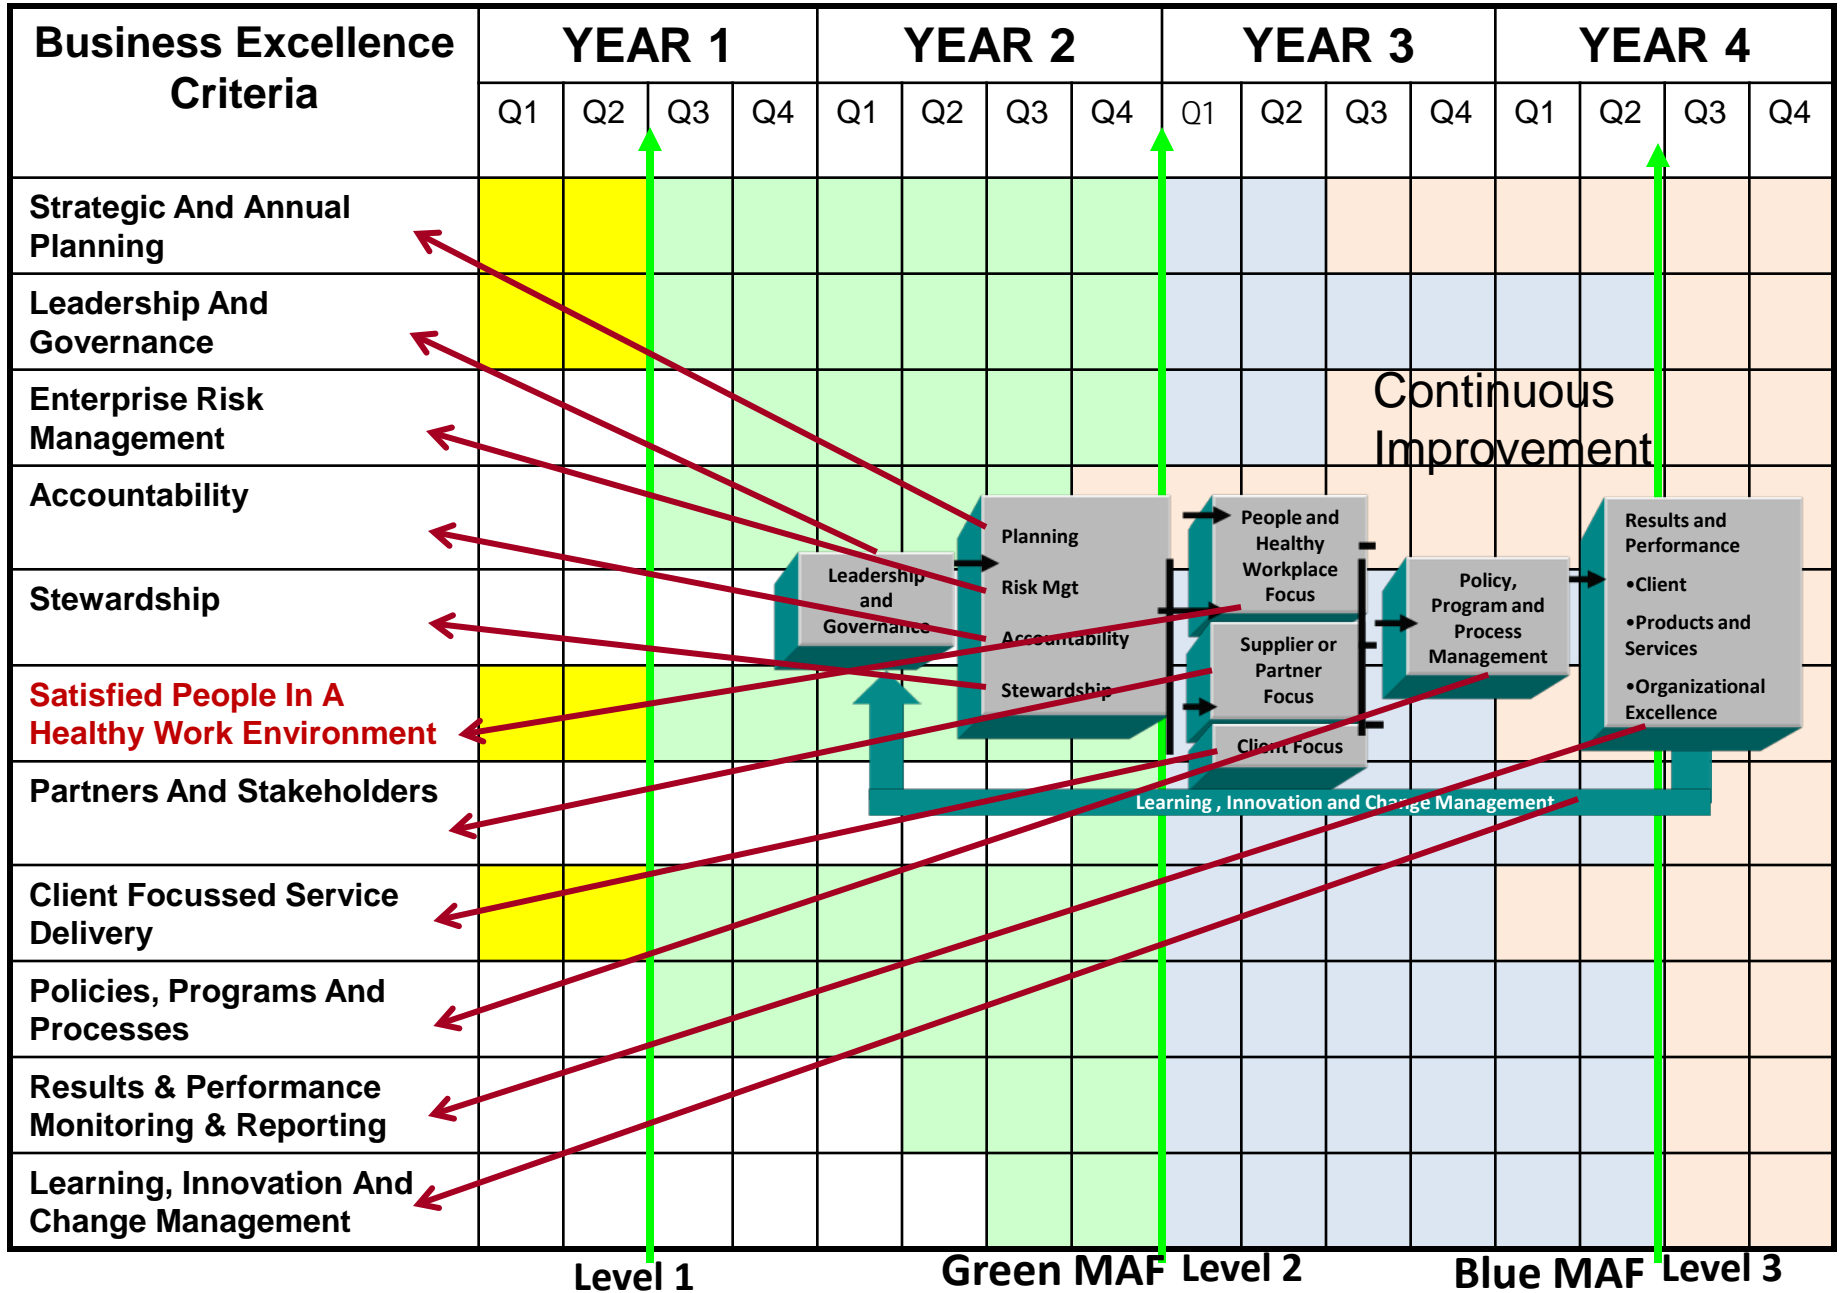 Business Excellence
Criteria
YEAR 1
YEAR 2
YEAR 3
YEAR 4
Q1 Q2 Q3 Q4 Q1 Q2 Q3 Q4 Q1 Q2 Q3 Q4 Q1 Q2 Q3 Q4
Strategic And Annual
Planning
Leadership And
Governance
Enterprise Risk
Management
Accountability
Stewardship
Satisfied People In A
Healthy Work Environment
Partners And Stakeholders
Client Focussed Service
Delivery
Policies, Programs And
Processes
Results & Performance
Monitoring & Reporting
Learning, Innovation And
Change Management
Continuous
Improvement
Leadership
and
Governance
Planning
Risk Mgt
Accountability
Stewardship
People and
Healthy
Workplace
Focus
Supplier or
Partner
Focus
Client Focus
Policy,
Program and
Process
Management
Results and
Performance
•Client
•Products and
Services
•Organizational
Excellence
Learning , Innovation and Change Management
Level 1
Green MAF
Level 2
Blue MAF
Level 3